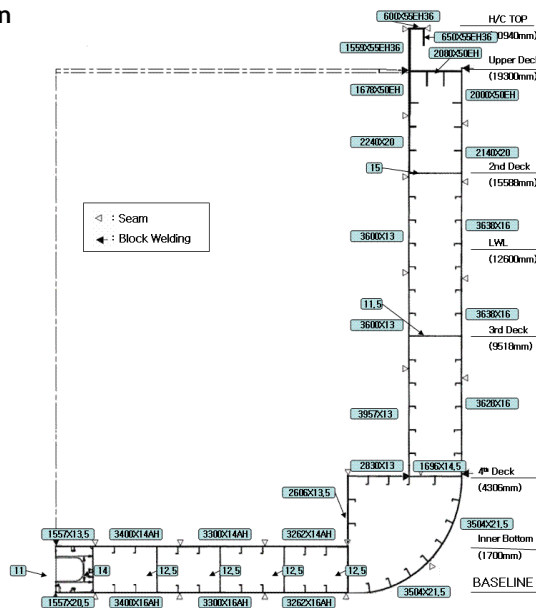 n
600X55EH36
H/C TOP
650X55EH36
0940mm)
1559X55EH36
2080X50EH
Upper Deck
(19300mm)
1678X50EH
2000X50EH
2240X20
2140X20
15
2nd Deck
(15588mm)
◁ : Seam
◀ : Block Welding
3600X13
3638X16
LWL
(12600mm)
11,5
3600X13
3638X16
3rd Deck
(9518mm)
3957X13
3628X16
2830X13
1696X14,5
4th Deck
(4306mm)
2606X13,5
3504X21,5
1557X13,5
3400X14AH
3300X14AH
3262X14AH
Inner Bottom
(1700mm)
11
14
12,5
12,5
12,5
12,5
BASELINE
1557X20,5
3400X16AH
3300X16AH
3262X16AH
3504X21,5